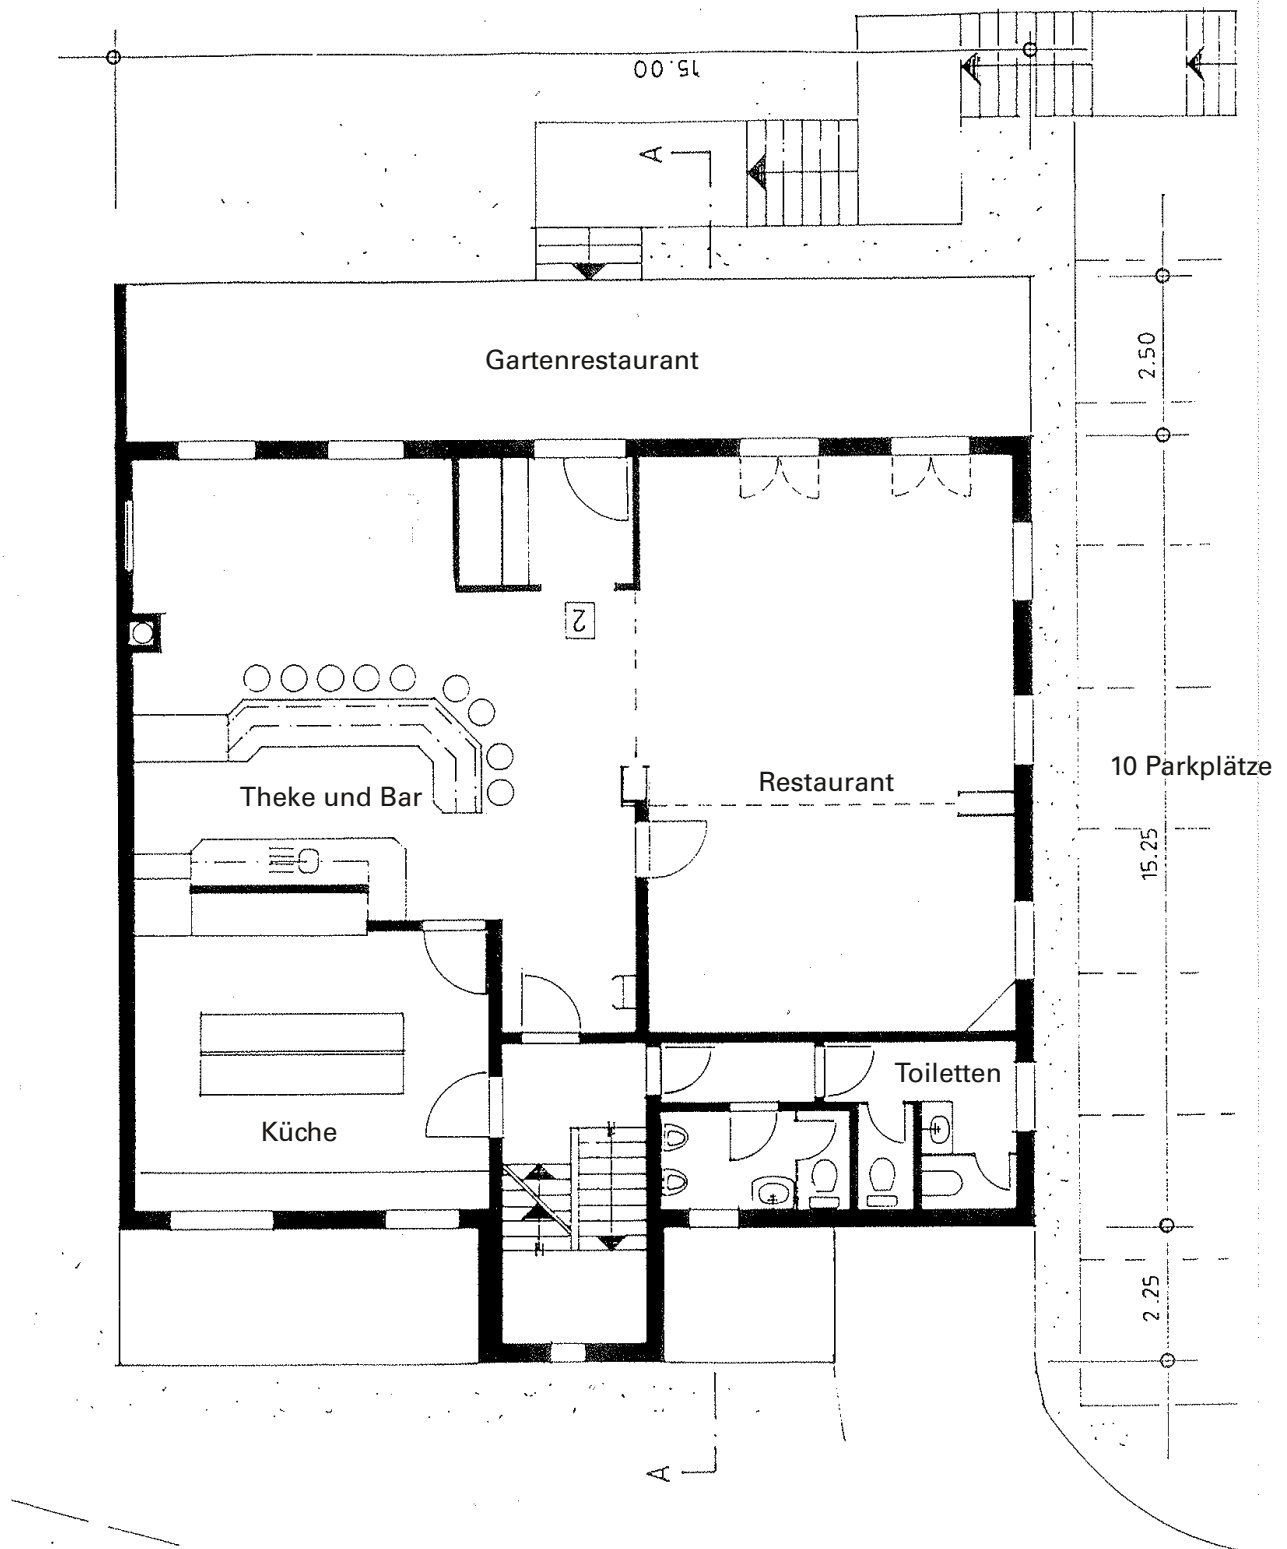 15.00
A
Gartenrestaurant
2.50
2
Theke und Bar
Restaurant
10 Parkplätze
15.25
Toiletten
Küche
2.25
A